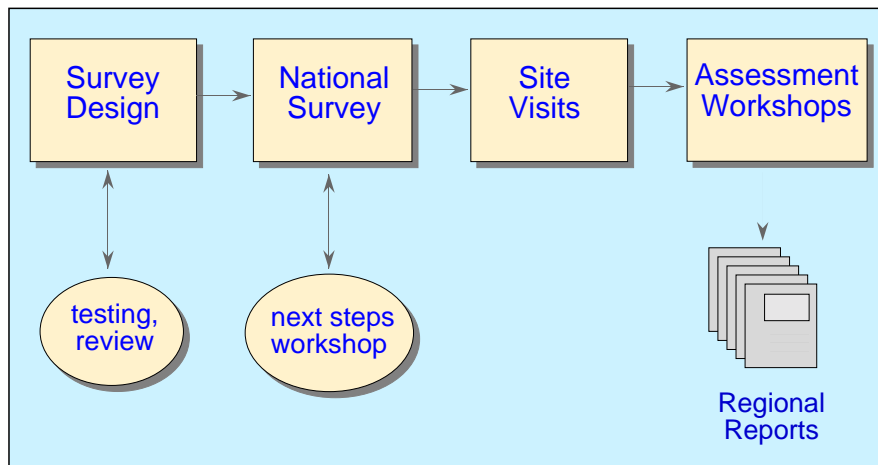 Survey
Design
National
Survey
Site
Visits
Assessment
Workshops
testing,
review
next steps
workshop
Regional
Reports